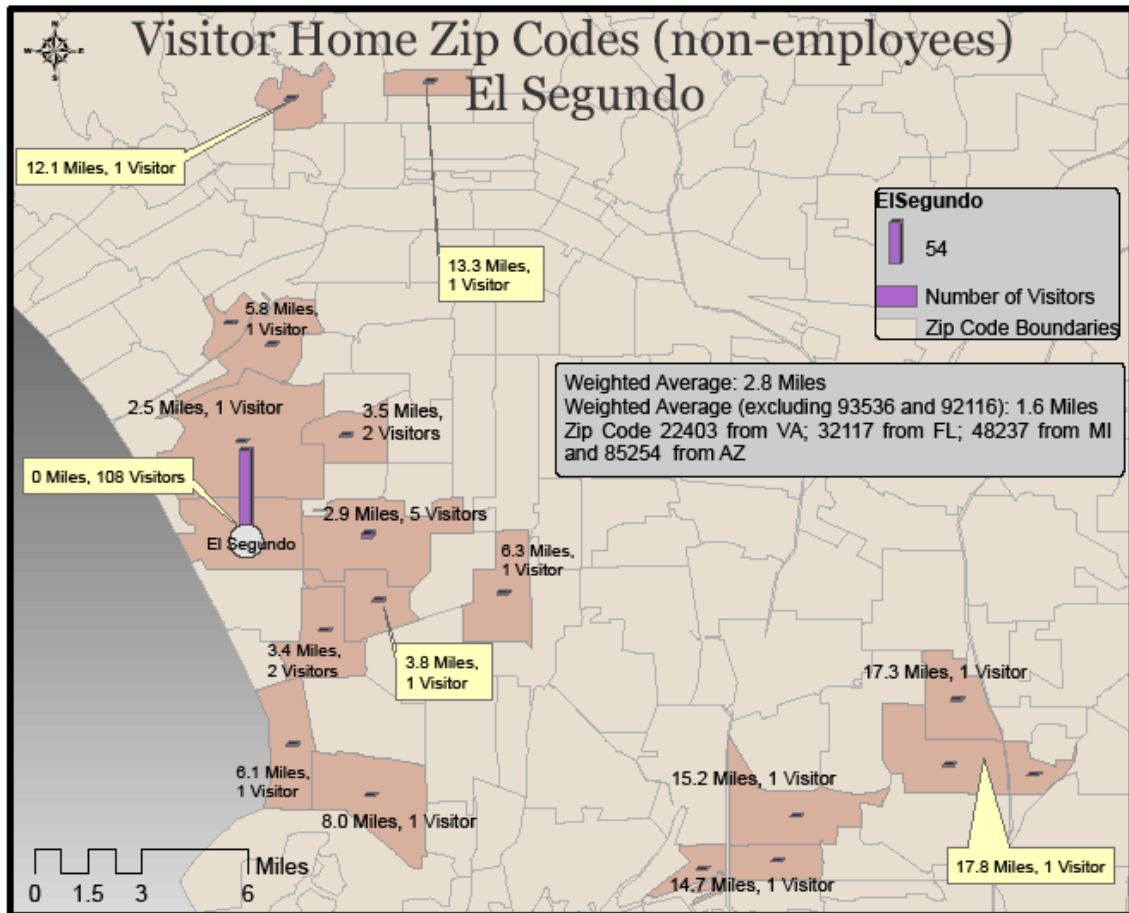 Visitor Home Zip Codes (non-employees)
El Segundo
N
W
E
S
12.1 Miles, 1 Visitor
13.3 Miles,
1 Visitor
ElSegundo
54
Number of Visitors
Zip Code Boundaries
5.8 Miles,
1 Visitor
Weighted Average: 2.8 Miles
Weighted Average (excluding 93536 and 92116): 1.6 Miles
Zip Code 22403 from VA; 32117 from FL; 48237 from MI
and 85254 from AZ
2.5 Miles, 1 Visitor
3.5 Miles,
2 Visitors
0 Miles, 108 Visitors
2.9 Miles, 5 Visitors
El Segundo
6.3 Miles,
1 Visitor
3.4 Miles,
2 Visitors
3.8 Miles,
1 Visitor
17.3 Miles, 1 Visitor
6.1 Miles,
1 Visitor
15.2 Miles, 1 Visitor
8.0 Miles, 1 Visitor
17.8 Miles, 1 Visitor
14.7 Miles, 1 Visitor
Miles
0 1.5 3 6